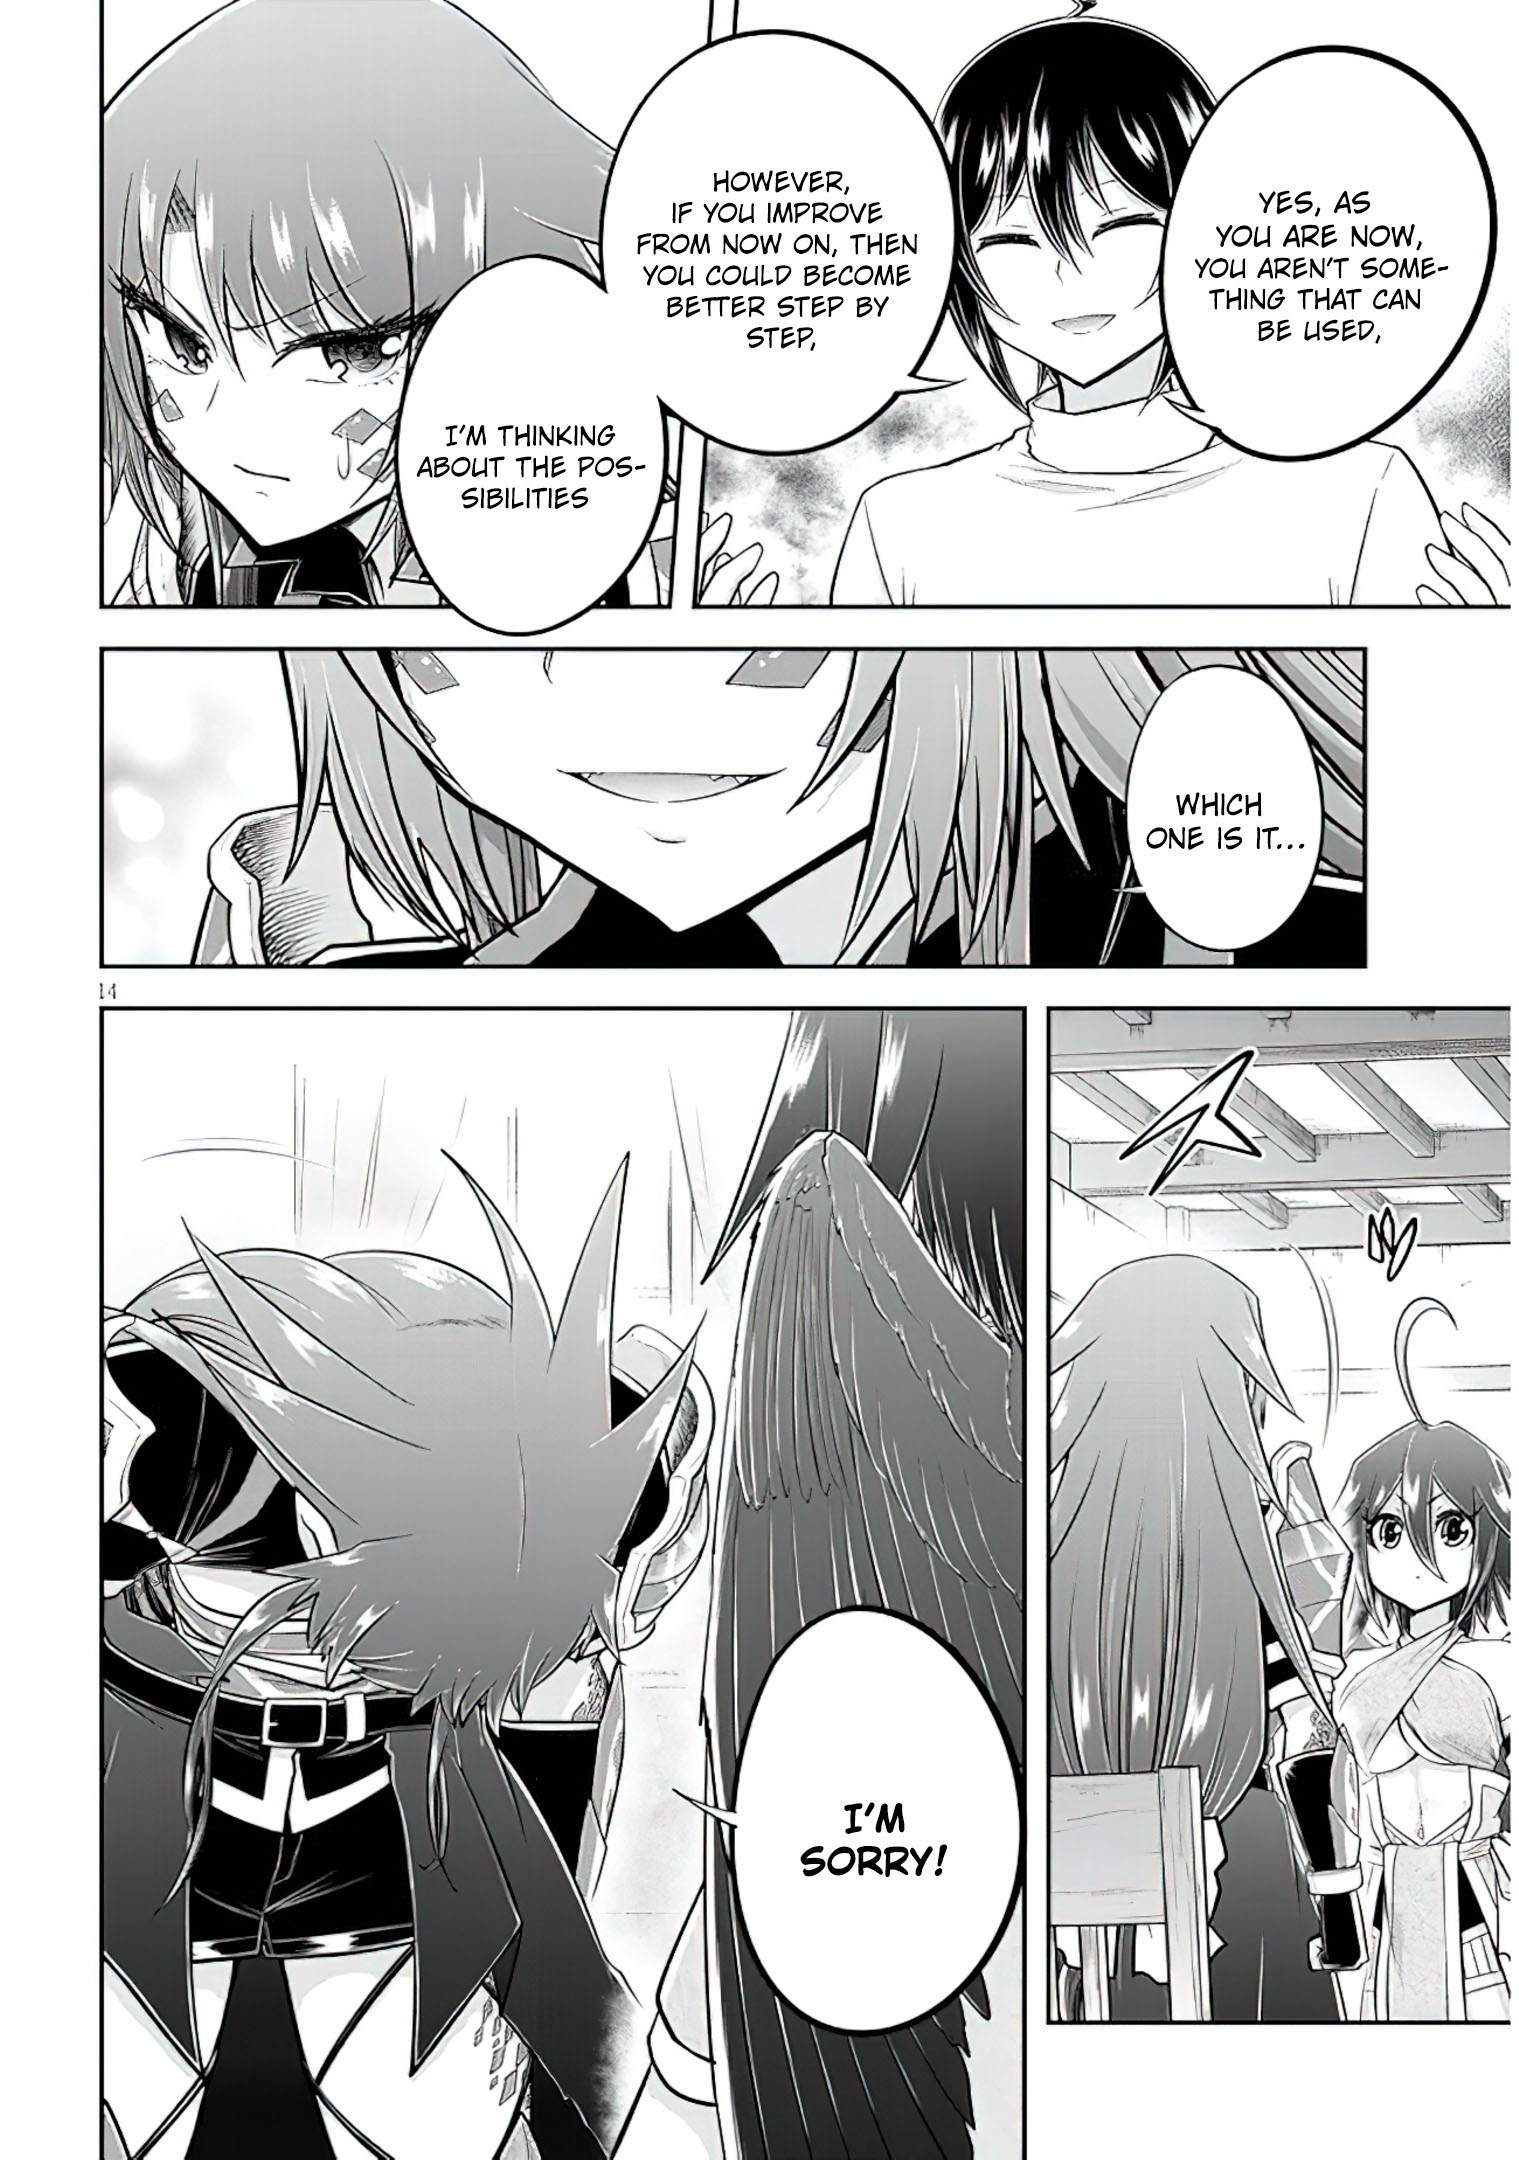 YES, AS
YOU ARE NOW,
YOU AREN'T SOME-
THING THAT CAN
BE USED,
HOWEVER,
IF YOU IMPROVE
FROM NOW ON, THEN
YOU COULD BECOME
BETTER STEP BY
STEP,
I'M THINKING
ABOUT THE POS-
SIBILITIES
WHICH
ONE IS IT...
14
I'M
SORRY!